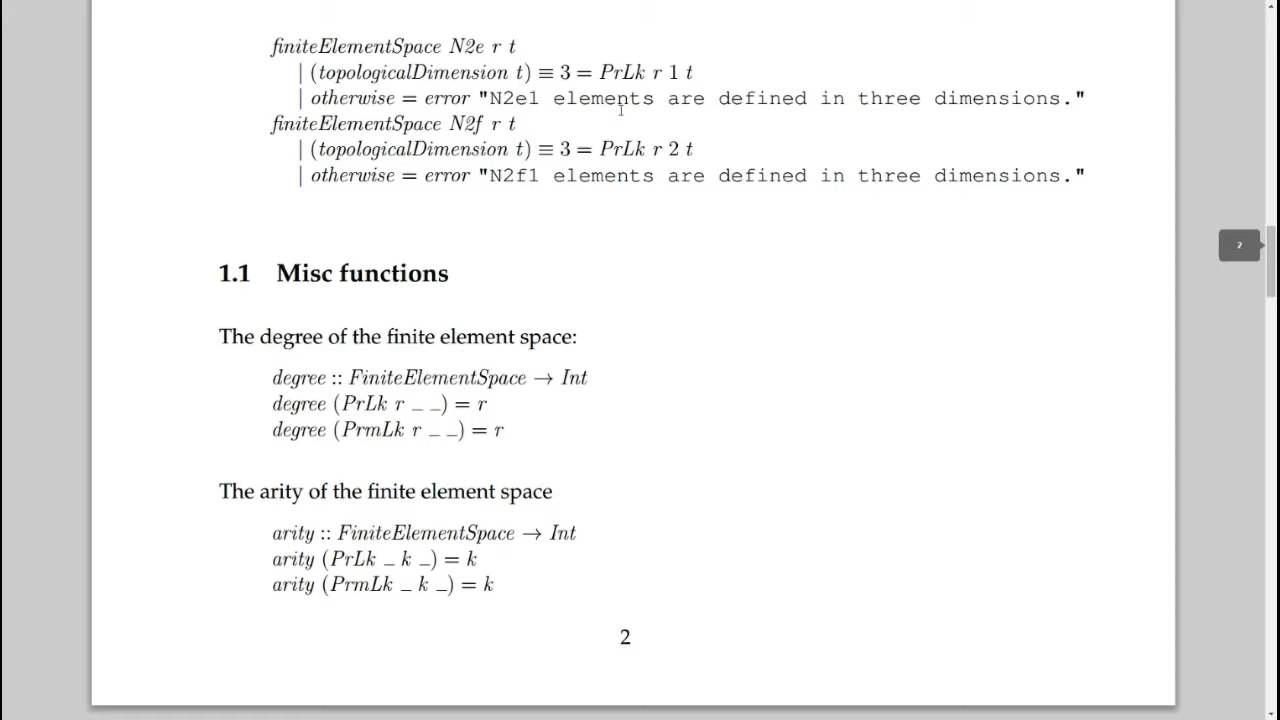 finiteElementSpace N2e r t
| (topologicalDimension t) ≡ 3 = PrLk r 1 t
| otherwise = error "N2e1 elements are defined in three dimensions."
finiteElementSpace N2f r t
| (topologicalDimension t) ≡ 3 = PrLk r 2 t
| otherwise = error "N2f1 elements are defined in three dimensions."
1.1 Misc functions
2
The degree of the finite element space:
degree :: FiniteElementSpace → Int
degree (PrLk r _ _) = r
degree (PrmLk r _ _) = r
The arity of the finite element space
arity :: FiniteElementSpace → Int
arity (PrLk _ k _) = k
arity (PrmLk _ k _) = k
2